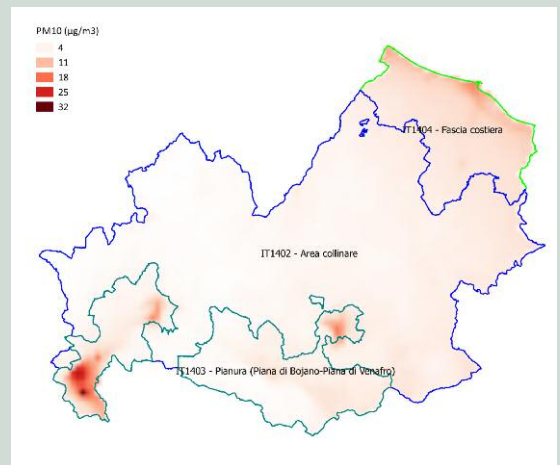 PM10 (µg/m3)
4
11
18
25
32
IT1404 - Fascia costiera
IT1402 - Area collinare
IT1403 - Pianura (Piana di Bojano-Piana di Venafro)